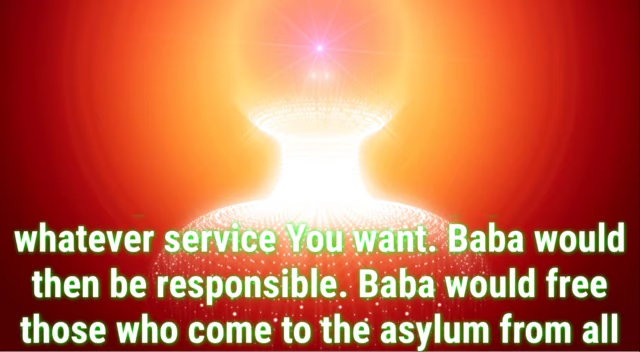 whatever service You want. Baba would
then be responsible. Baba would free
those who come to the asylum from all